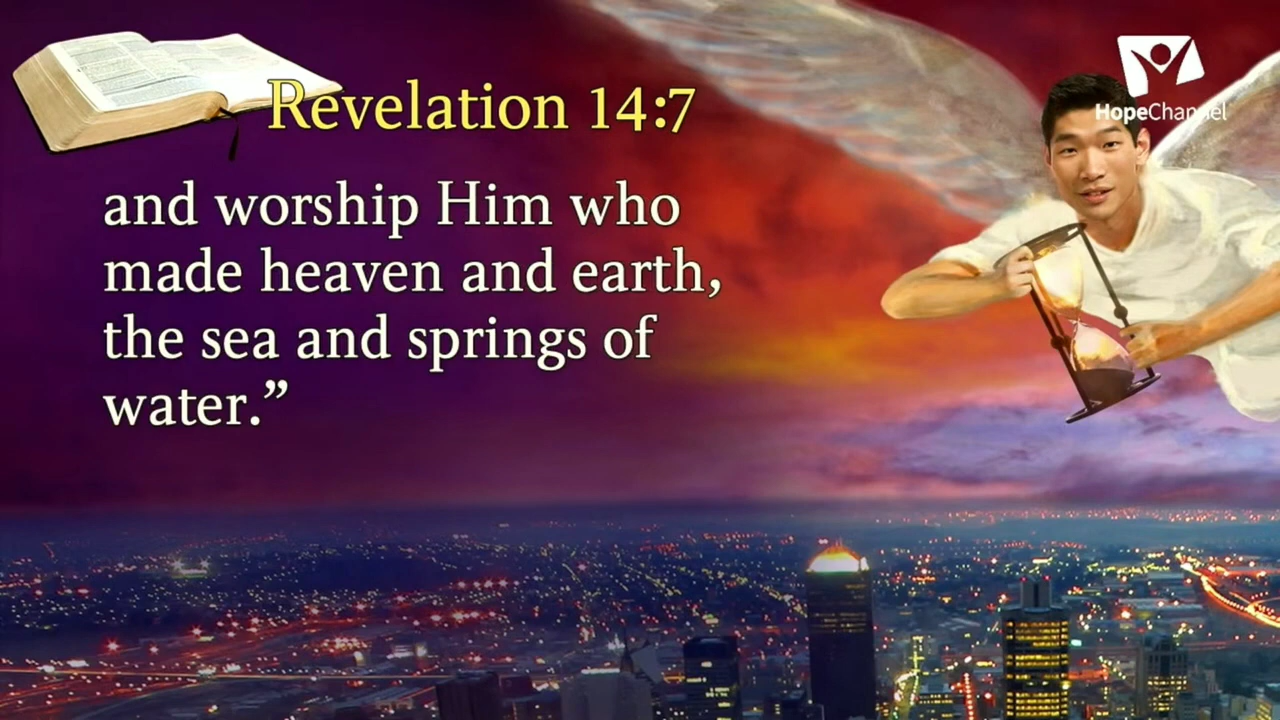 Revelation 14:7
HopeChannel
and worship Him who
made heaven and earth,
the sea and springs of
water.”